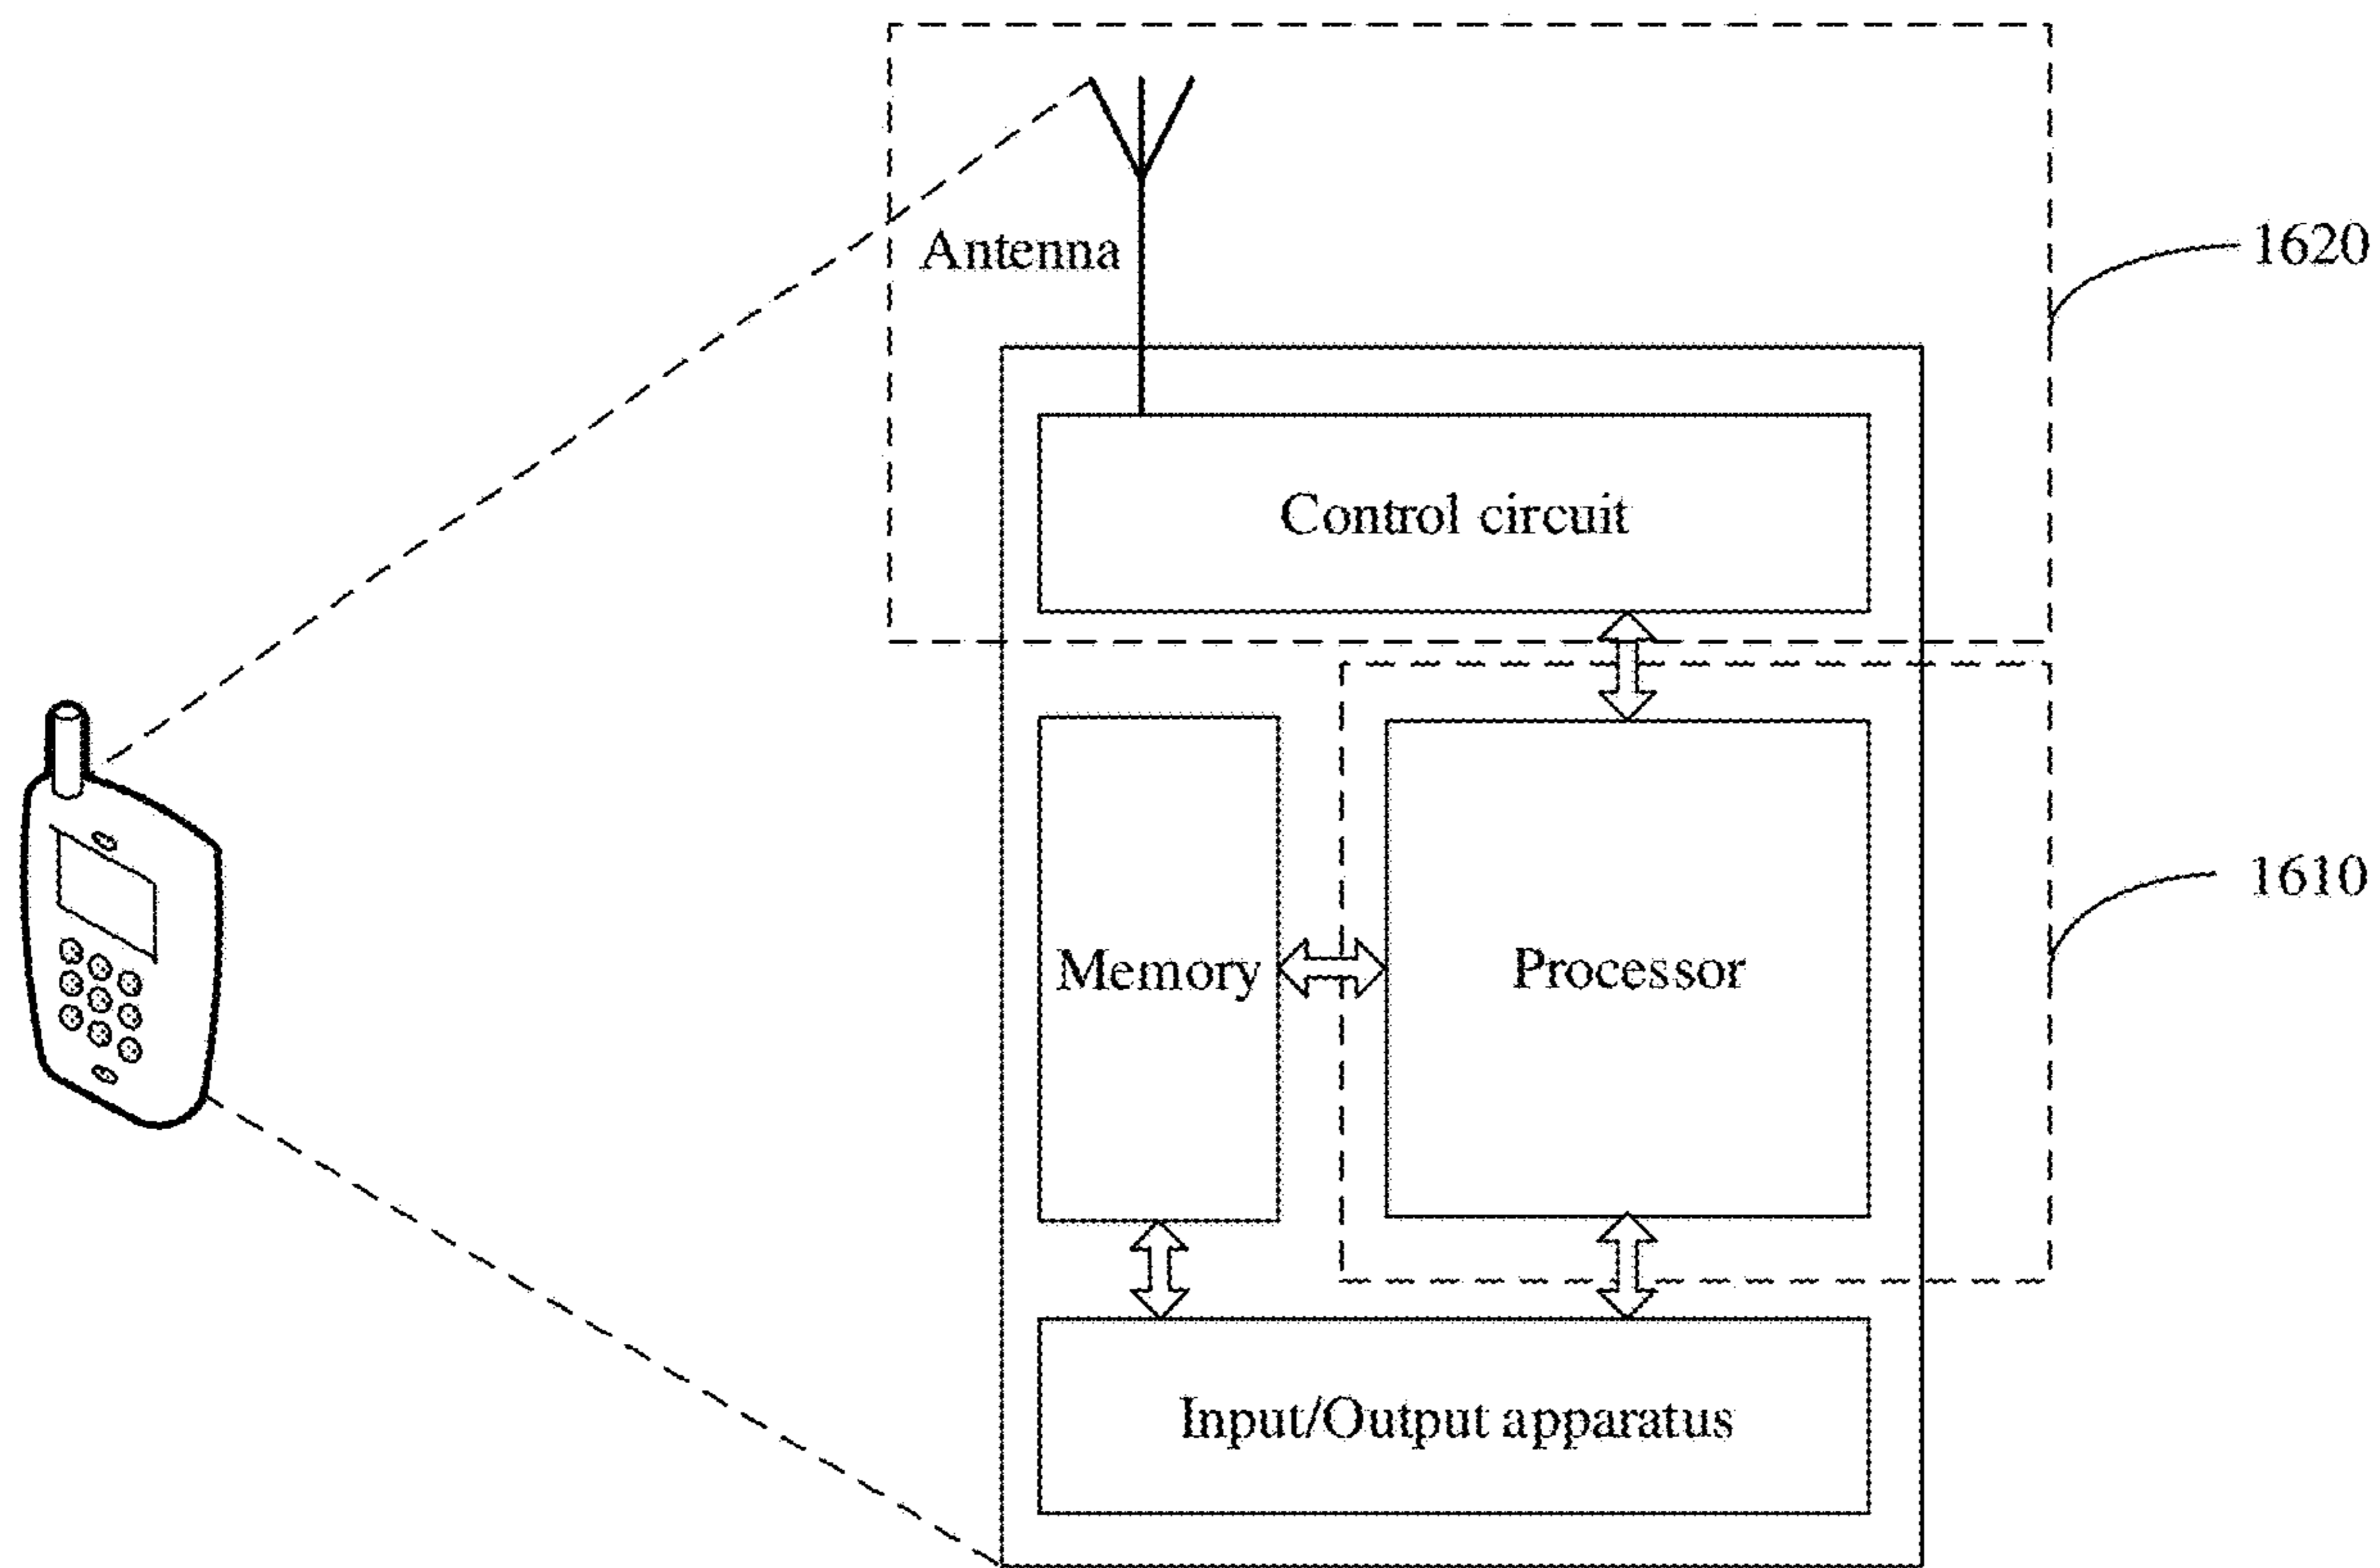 1620
Antenna
Control circuit
1610
Memory
Processor
Input/Output apparatus